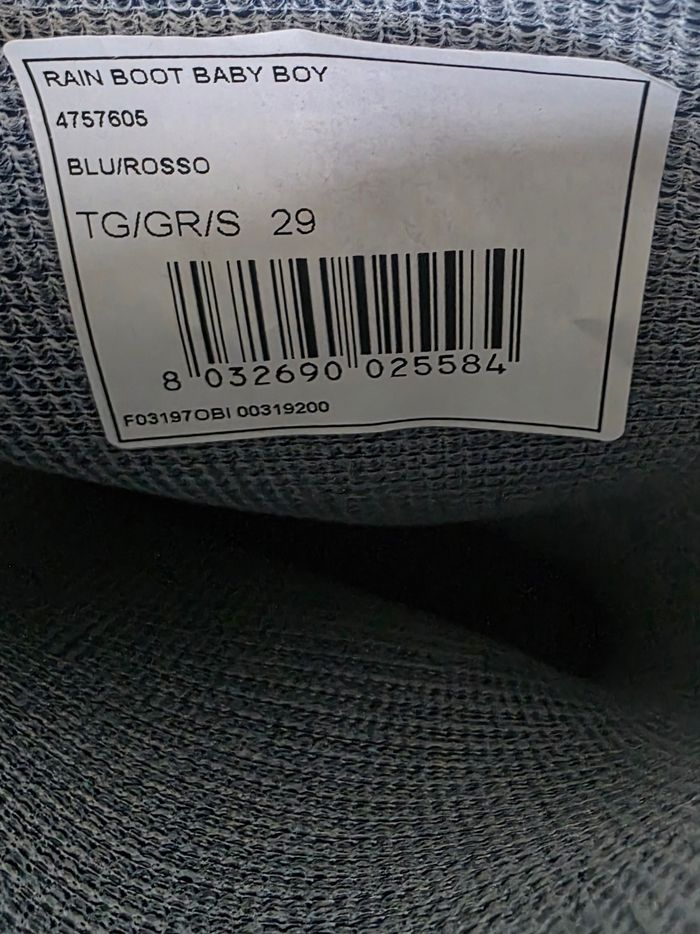 RAIN BOOT BABY BOY
4757605
BLU/ROSSO
TG/GR/S 29
8 032690 025584
F03197OBI 00319200